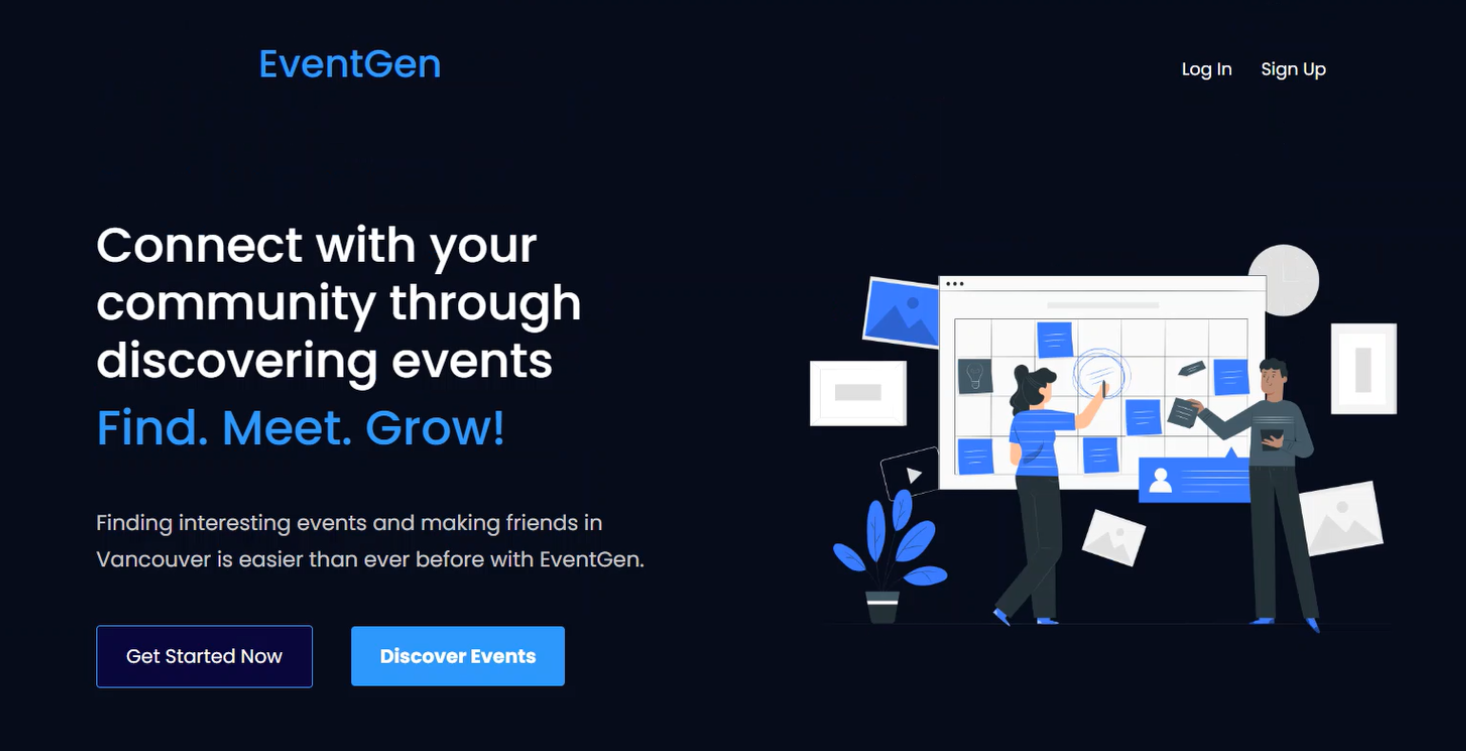 EventGen
Log In
Sign Up
Connect with your
community through
discovering events
Find. Meet. Grow!
Finding interesting events and making friends in
Vancouver is easier than ever before with EventGen.
Get Started Now
Discover Events